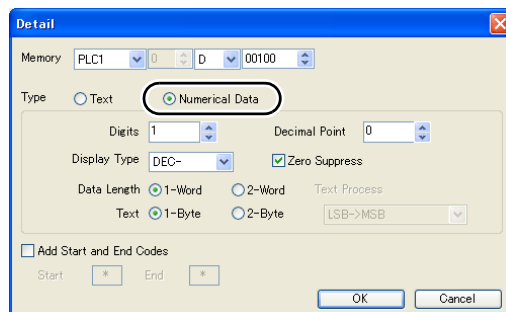 Detail
Memory PLC1 0 D 00100
Type Text Numerical Data
Digits 1 Decimal Point 0
Display Type DEC- Zero Suppress
Data Length 1-Word 2-Word Text Process
Text 1-Byte 2-Byte LSB->MSB
Add Start and End Codes
Start * End *
OK Cancel